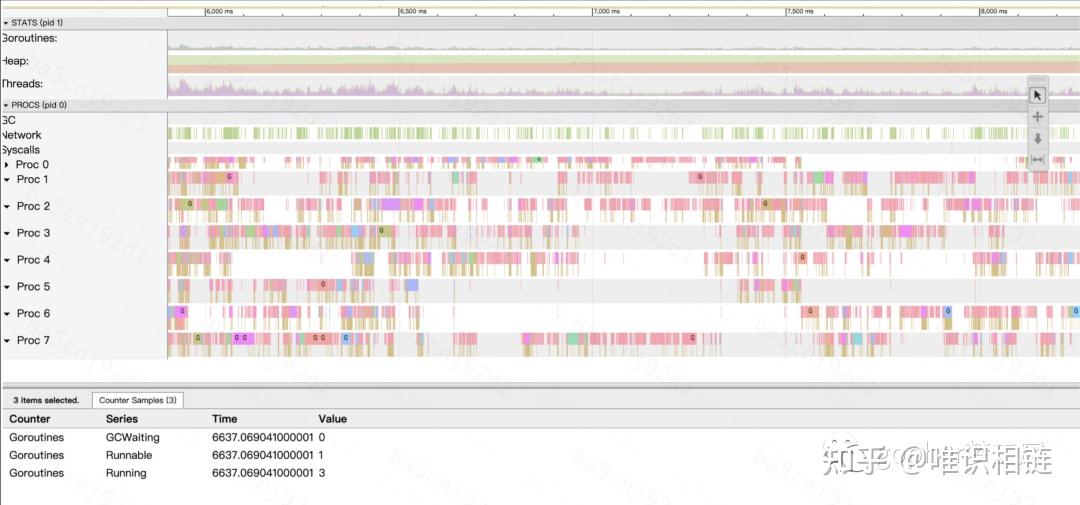 6,000 ms 6,500 ms 7,000 ms 7,500 ms 8,000 ms
STATS (pid 1)
Goroutines:
Heap:
Threads:
PROCS (pid 0)
GC
Network
Syscalls
Proc 0
Proc 1
Proc 2
Proc 3
Proc 4
Proc 5
Proc 6
Proc 7
3 items selected. Counter Samples (3)
Counter Series Time Value
Goroutines GCWaiting 6637.069041000001 0
Goroutines Runnable 6637.069041000001 1
Goroutines Running 6637.069041000001 3
知乎 @唯识相链